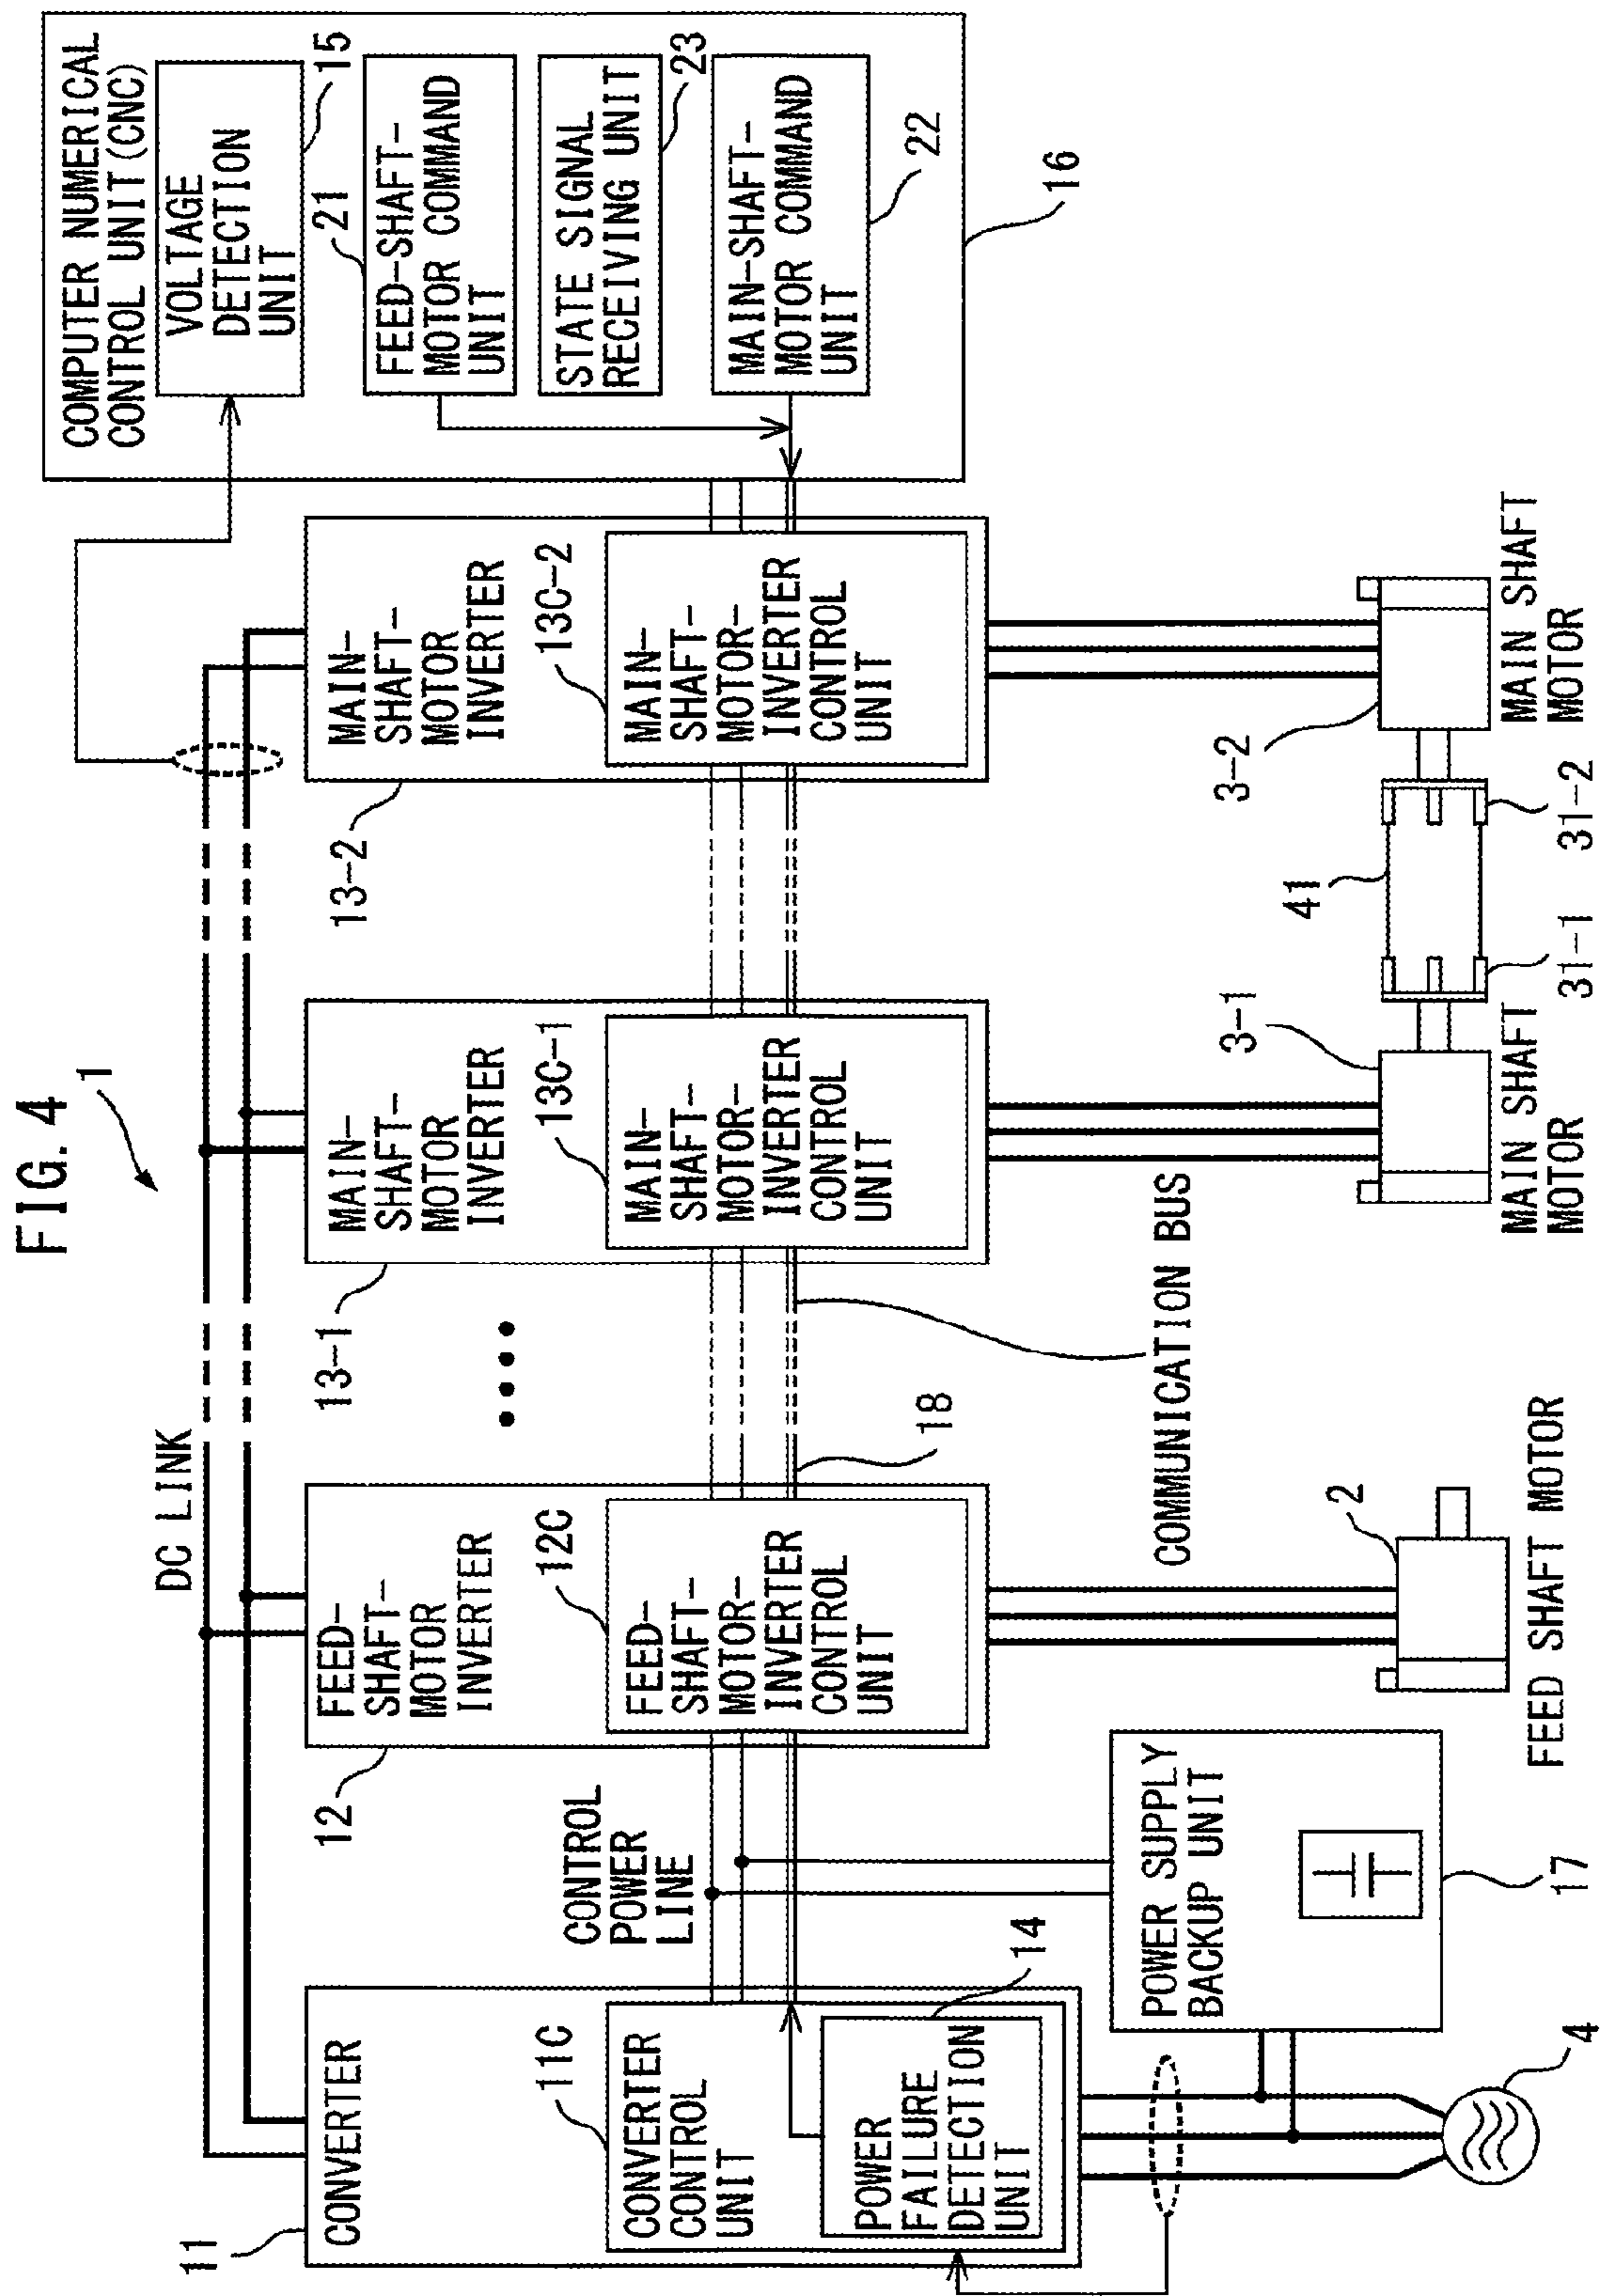 FIG. 4
1
DC LINK
11
CONVERTER
11C
CONVERTER
CONTROL
UNIT
POWER
FAILURE
DETECTION
UNIT
14
4
CONTROL
POWER
LINE
POWER SUPPLY
BACKUP UNIT
17
12
FEED-
SHAFT-
MOTOR
INVERTER
12C
FEED-
SHAFT-
MOTOR-
INVERTER
CONTROL
UNIT
18
COMMUNICATION BUS
2
FEED SHAFT MOTOR
13-1
MAIN-
SHAFT-
MOTOR
INVERTER
13C-1
MAIN-
SHAFT-
MOTOR-
INVERTER
CONTROL
UNIT
3-1
MAIN SHAFT
MOTOR
31-1
41
31-2
13-2
MAIN-
SHAFT-
MOTOR
INVERTER
13C-2
MAIN-
SHAFT-
MOTOR-
INVERTER
CONTROL
UNIT
3-2
MAIN SHAFT
MOTOR
COMPUTER NUMERICAL
CONTROL UNIT(CNC)
VOLTAGE
DETECTION
UNIT
15
21
FEED-SHAFT-
MOTOR COMMAND
UNIT
STATE SIGNAL
RECEIVING UNIT
23
MAIN-SHAFT-
MOTOR COMMAND
UNIT
22
16